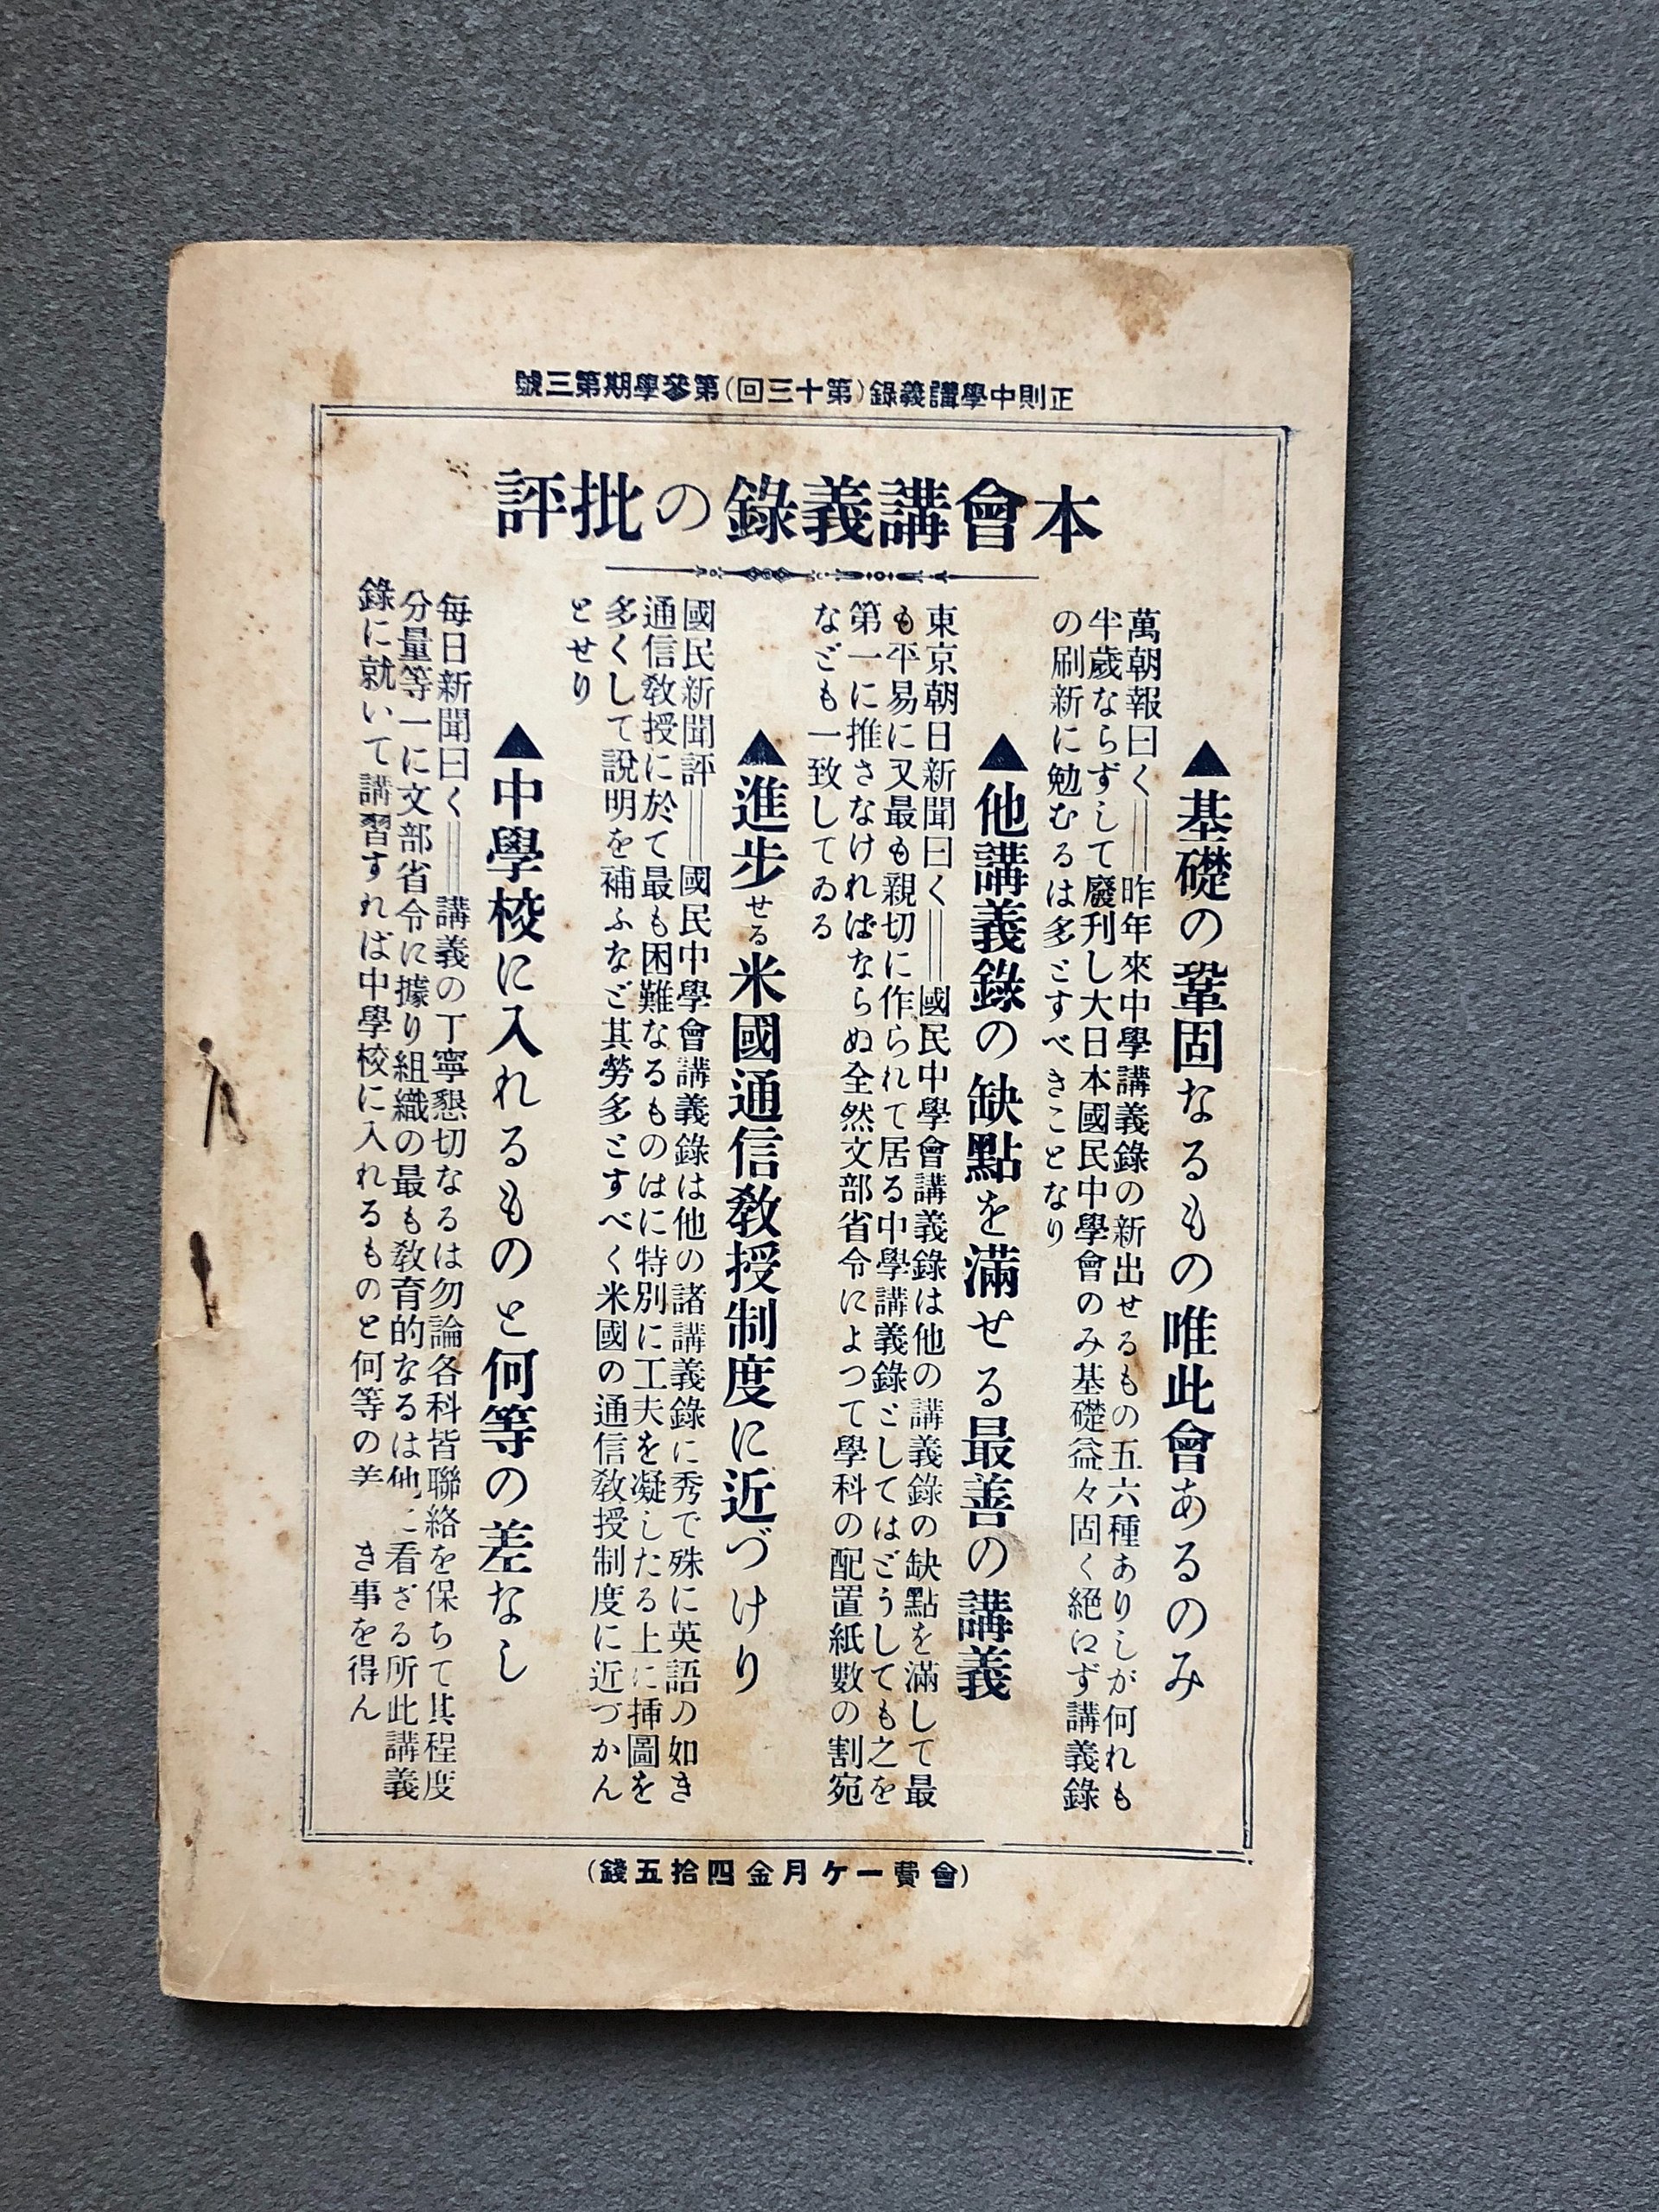 正則中學講義錄(第十三回)第參學期第三號
本會講義錄の批評
▲基礎の鞏固なるもの唯此會あるのみ
萬朝報曰く══昨年來中學講義錄の新出せるもの五六種ありしが何れも
半歲ならずして廢刊し大日本國民中學會のみ基礎益々固く絕えず講義錄
の刷新に勉むるは多とすべきことなり
▲他講義錄の缺點を滿せる最善の講義
東京朝日新聞曰く══國民中學會講義錄は他の講義錄の缺點を滿して最
も平易に又最も親切に作られて居る中學講義錄としてはどうしても之を
第一に推さなければならぬ全然文部省令によつて學科の配置紙數の割宛
なども一致してゐる
▲進步せる米國通信敎授制度に近づけり
國民新聞評══國民中學會講義錄は他の諸講義錄に秀で殊に英語の如き
通信敎授に於て最も困難なるものはに特別に工夫を凝したる上に挿圖を
多くして說明を補ふなど其勞多とすべく米國の通信敎授制度に近づかん
とせり
▲中學校に入れるものと何等の差なし
每日新聞曰く══講義の丁寧懇切なるは勿論各科皆聯絡を保ちて其程度
分量等一に文部省令に據り組織の最も敎育的なるは他に看ざる所此講義
錄に就いて講習すれば中學校に入れるものと何等の差 き事を得ん
(會費一ケ月金四拾五錢)